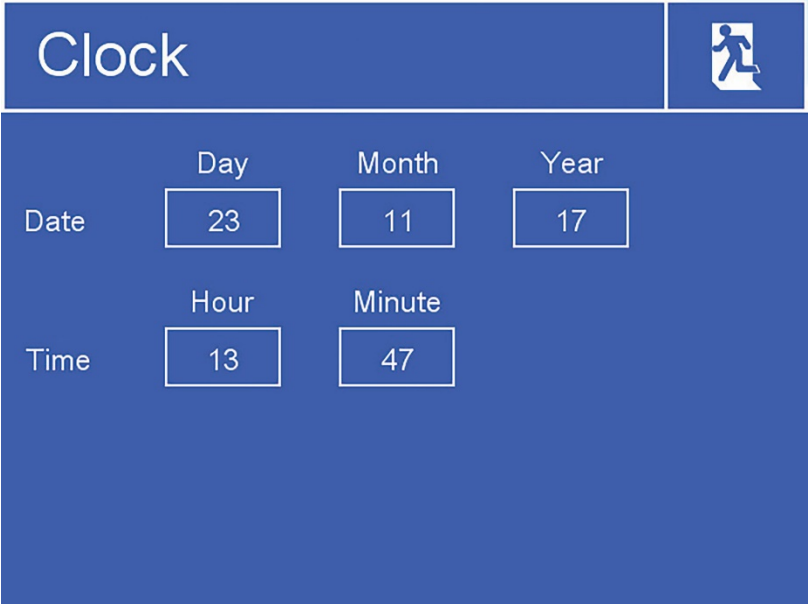 Clock
Day Month Year
Date 23 11 17
Hour Minute
Time 13 47